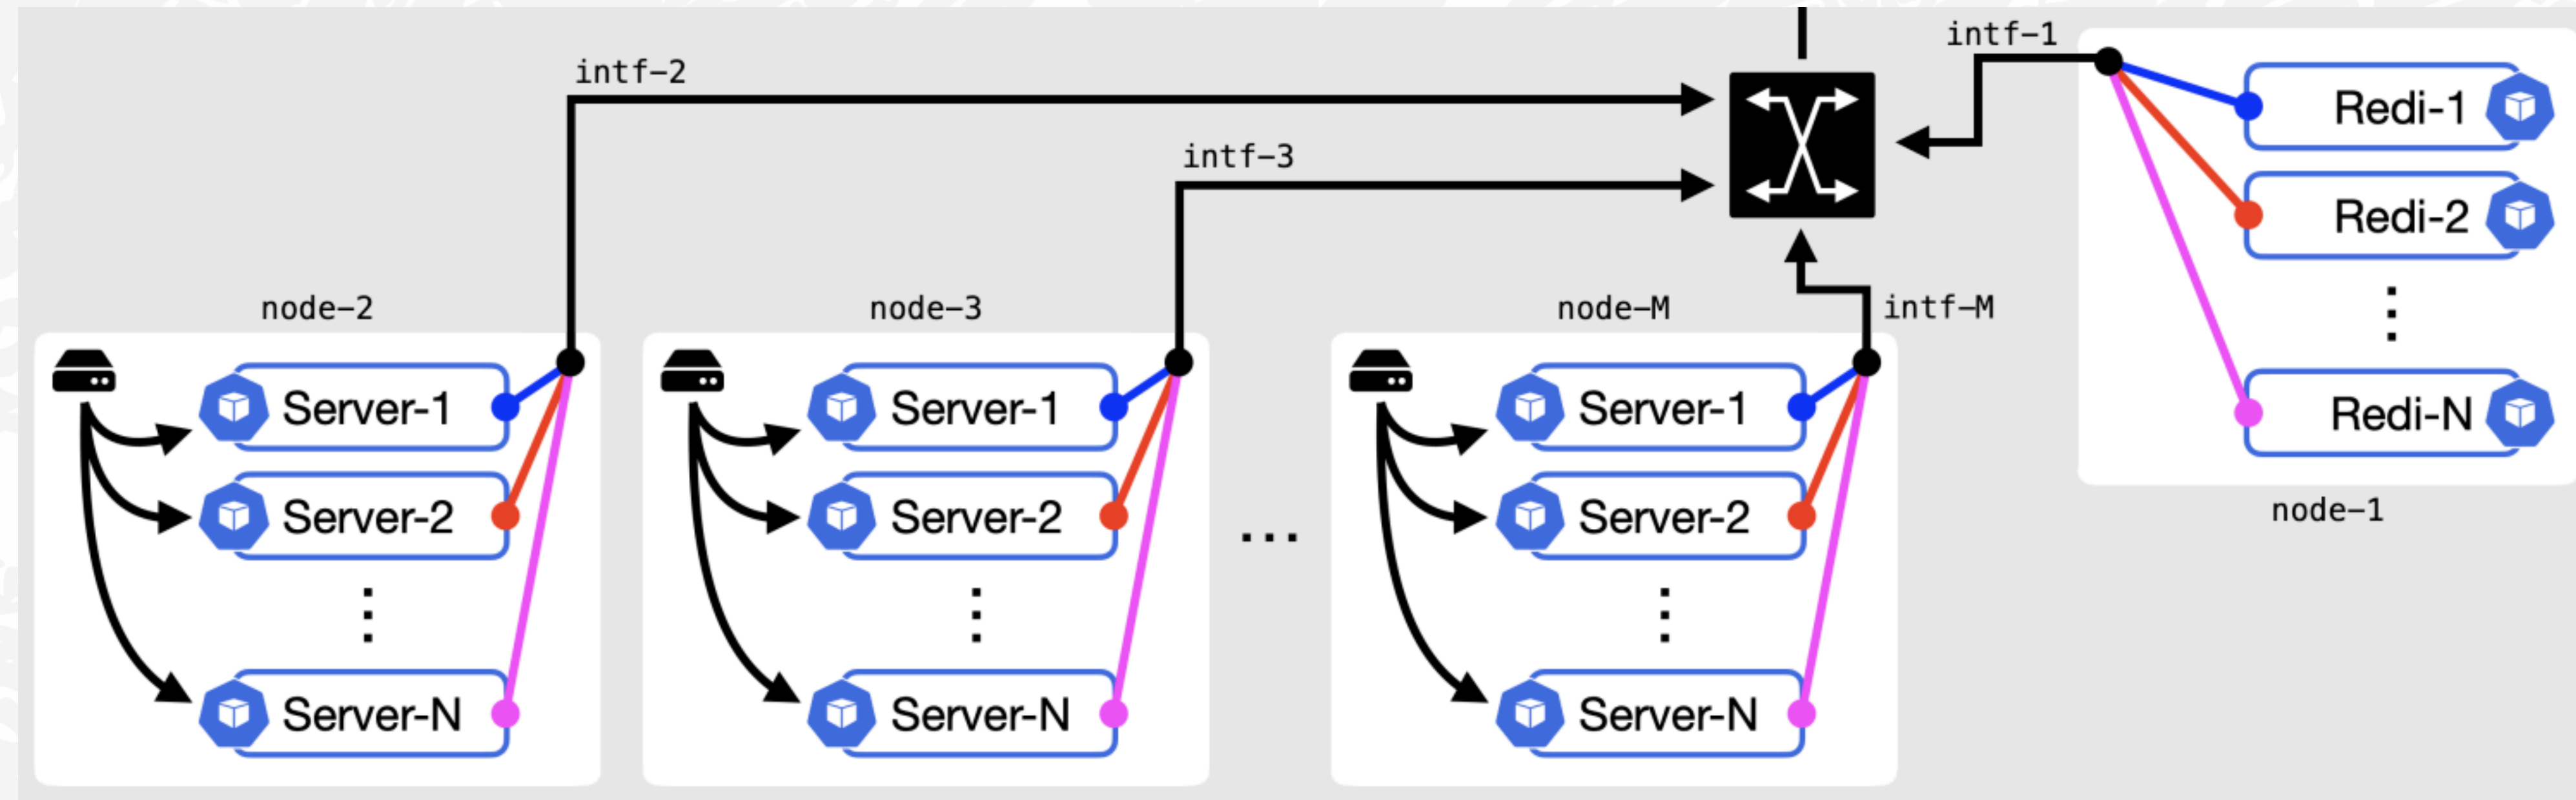 intf-1
intf-2
Redi-1
intf-3
Redi-2
node-2
node-3
node-M
intf-M
⋮
Server-1
Server-1
Server-1
Redi-N
Server-2
Server-2
Server-2
node-1
...
⋮
⋮
⋮
Server-N
Server-N
Server-N